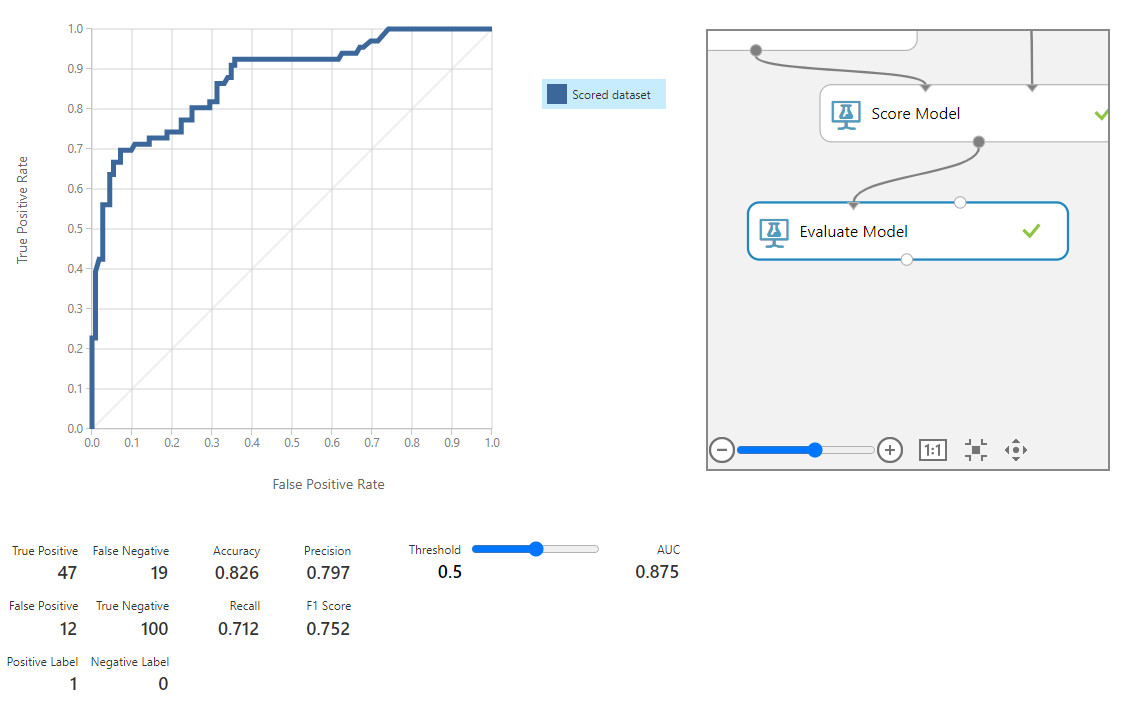 1.0
0.9
0.8
0.7
0.6
0.5
0.4
0.3
0.2
0.1
0.0
True Positive Rate
0.0 0.1 0.2 0.3 0.4 0.5 0.6 0.7 0.8 0.9 1.0
False Positive Rate
Scored dataset
Score Model
Evaluate Model
1:1
True Positive False Negative Accuracy Precision Threshold AUC
47 19 0.826 0.797 0.5 0.875
False Positive True Negative Recall F1 Score
12 100 0.712 0.752
Positive Label Negative Label
1 0